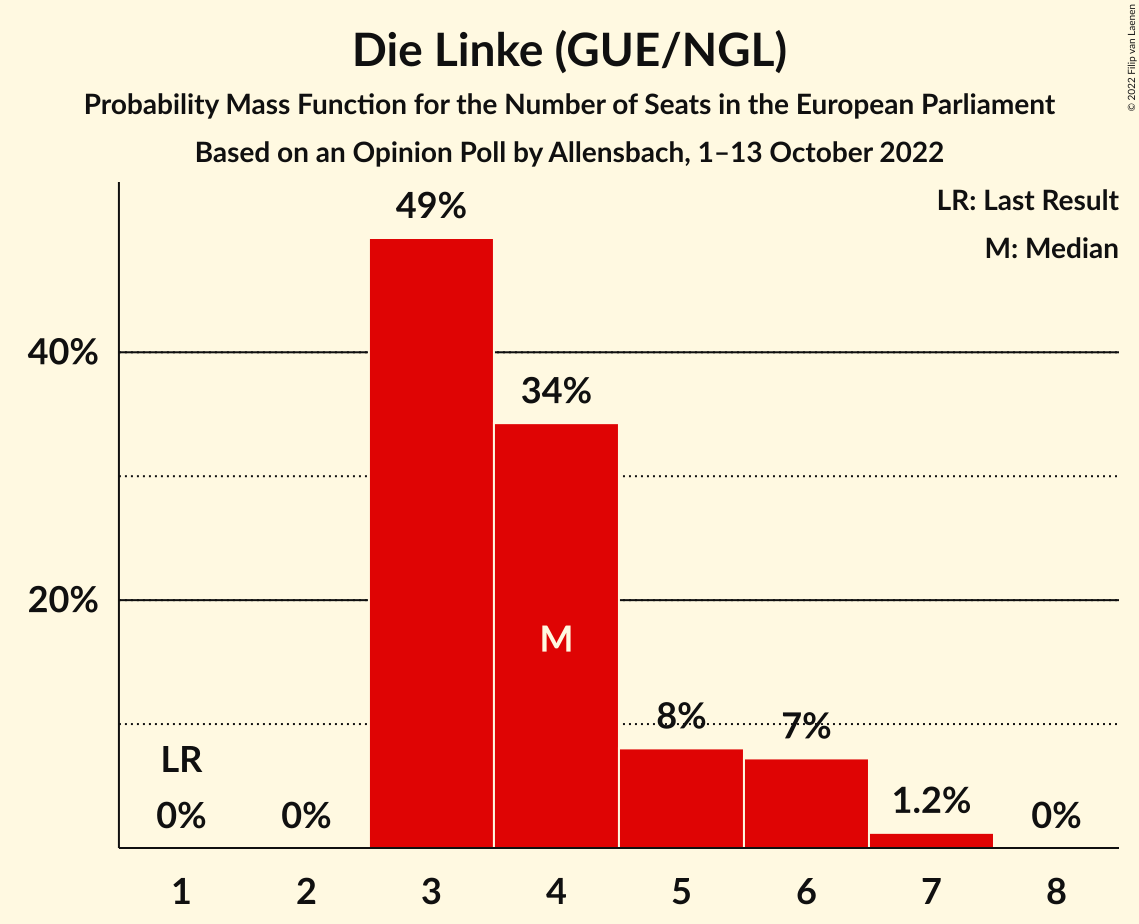 Die Linke (GUE/NGL)
Probability Mass Function for the Number of Seats in the European Parliament
Based on an Opinion Poll by Allensbach, 1–13 October 2022
© 2022 Filip van Laenen
LR: Last Result
M: Median
49%
40%
34%
20%
M
8%
7%
LR
1.2%
0%
0%
0%
1 2 3 4 5 6 7 8